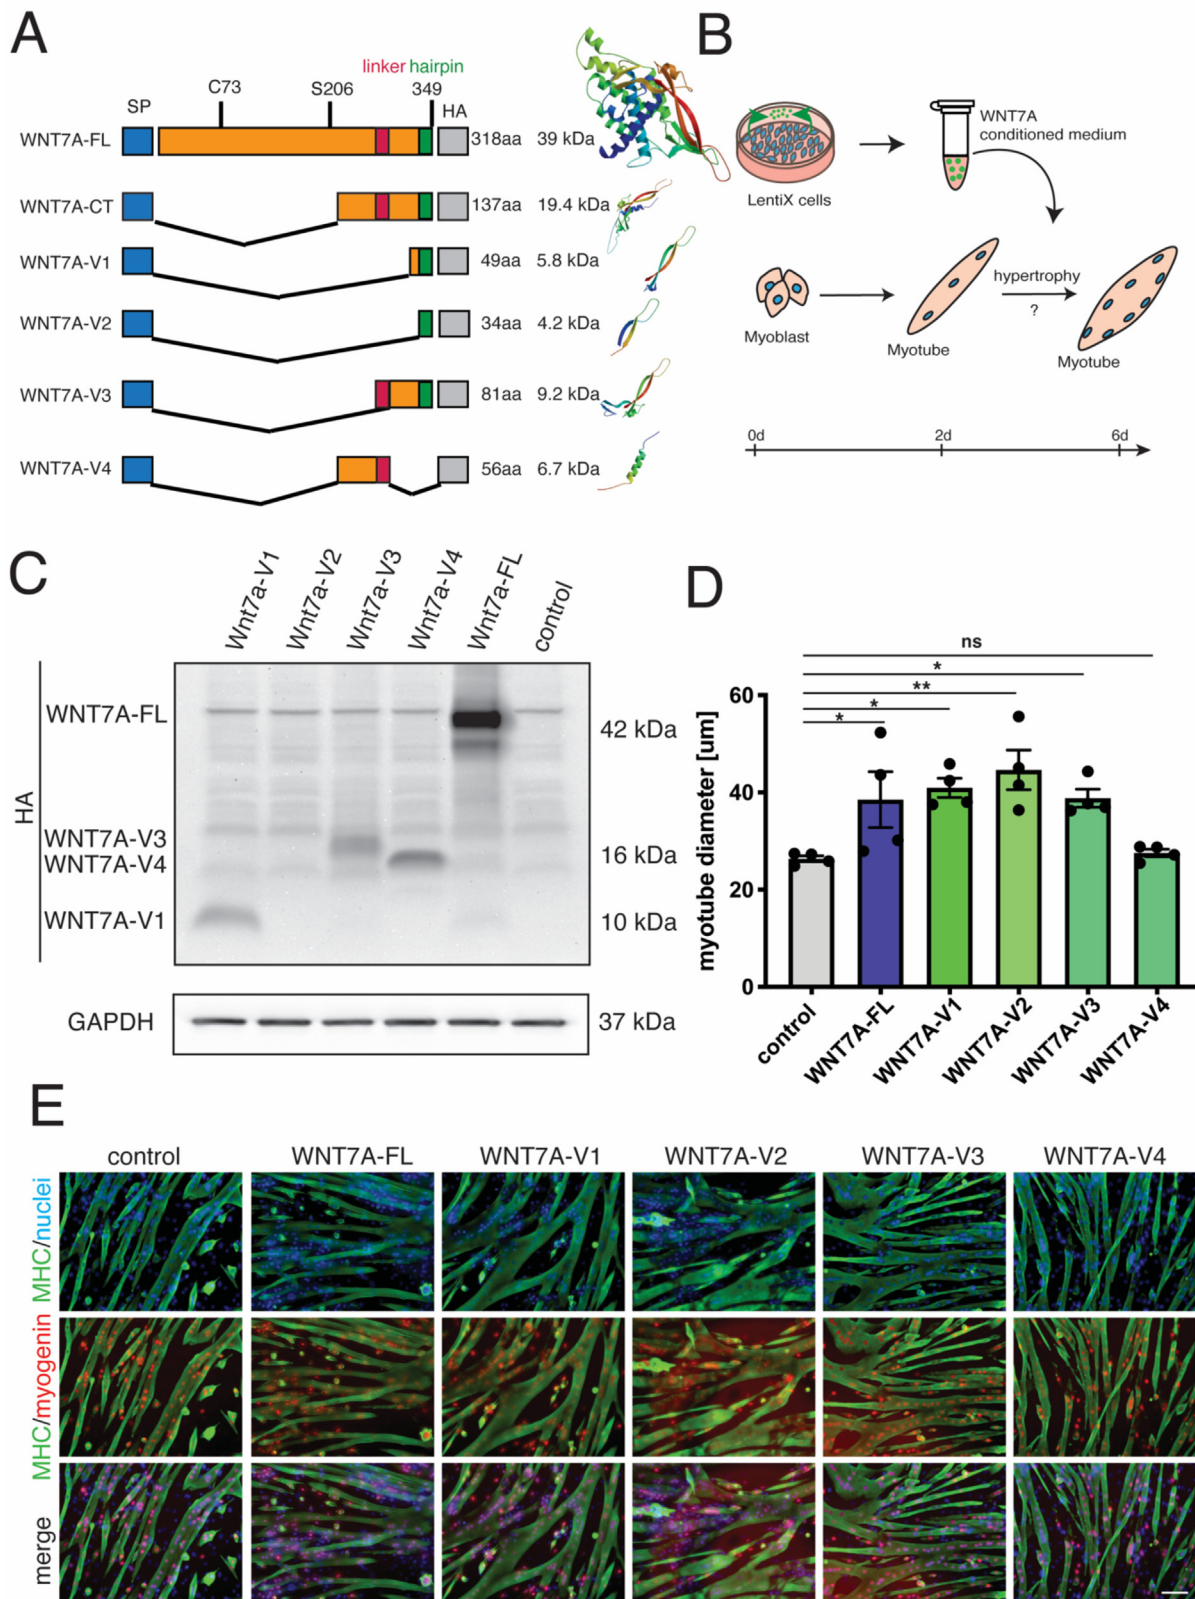 A
linker hairpin
C73 S206 349
SP HA
WNT7A-FL 318aa 39 kDa
WNT7A-CT 137aa 19.4 kDa
WNT7A-V1 49aa 5.8 kDa
WNT7A-V2 34aa 4.2 kDa
WNT7A-V3 81aa 9.2 kDa
WNT7A-V4 56aa 6.7 kDa
B
WNT7A
conditioned medium
LentiX cells
hypertrophy
?
Myoblast
Myotube
Myotube
0d 2d 6d
C
Wnt7a-V1 Wnt7a-V2 Wnt7a-V3 Wnt7a-V4 Wnt7a-FL control
HA
WNT7A-FL 42 kDa
WNT7A-V3
WNT7A-V4 16 kDa
WNT7A-V1 10 kDa
GAPDH 37 kDa
D
ns
*
**
*
*
myotube diameter [um]
60
40
20
0
control WNT7A-FL WNT7A-V1 WNT7A-V2 WNT7A-V3 WNT7A-V4
E
control WNT7A-FL WNT7A-V1 WNT7A-V2 WNT7A-V3 WNT7A-V4
MHC/nuclei
MHC/myogenin
merge